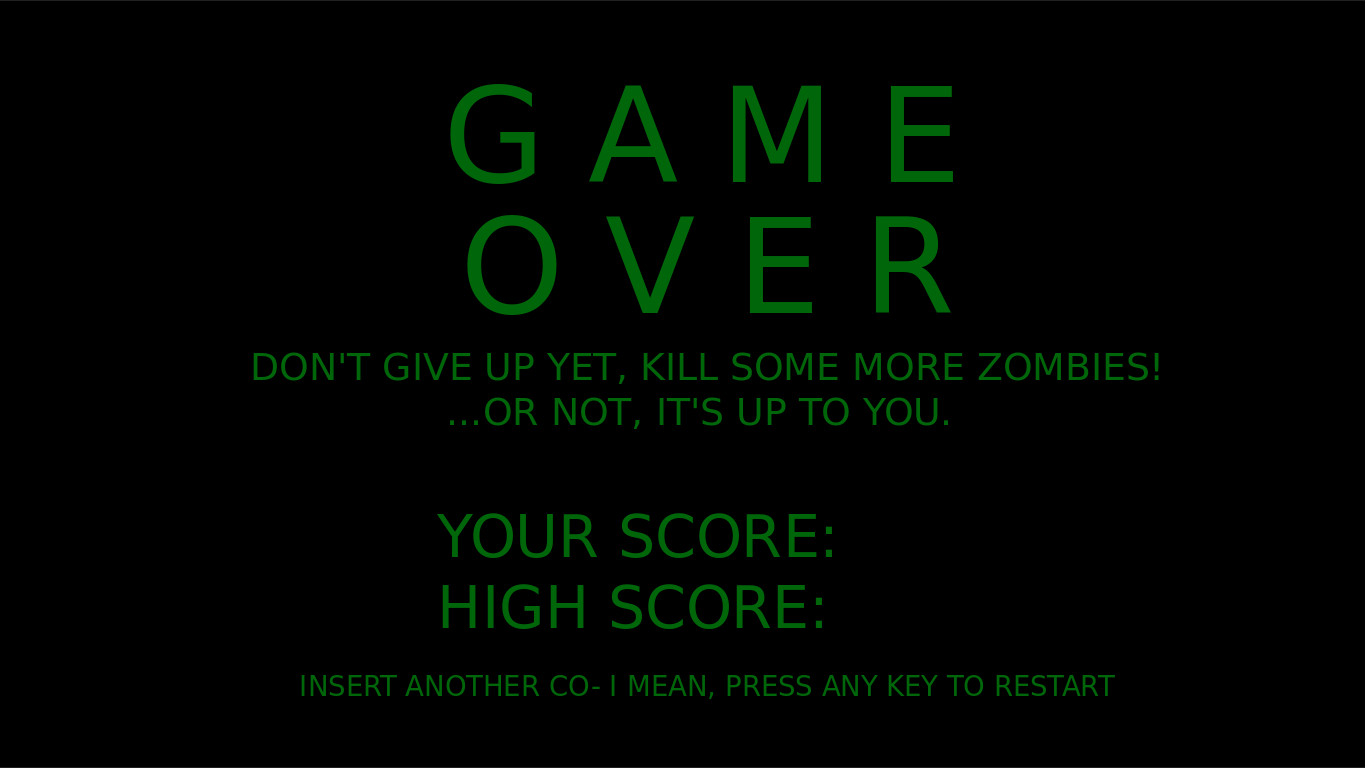 G A M E
O V E R
DON'T GIVE UP YET, KILL SOME MORE ZOMBIES!
...OR NOT, IT'S UP TO YOU.
YOUR SCORE:
HIGH SCORE:
INSERT ANOTHER CO- I MEAN, PRESS ANY KEY TO RESTART